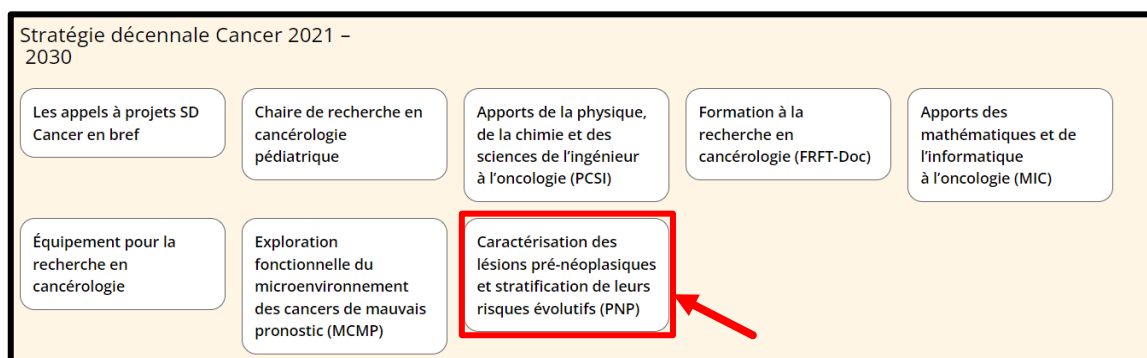 Stratégie décennale Cancer 2021 –
2030
Les appels à projets SD
Cancer en bref
Chaire de recherche en
cancérologie
pédiatrique
Apports de la physique,
de la chimie et des
sciences de l’ingénieur
à l’oncologie (PCSI)
Formation à la
recherche en
cancérologie (FRFT-Doc)
Apports des
mathématiques et de
l’informatique
à l’oncologie (MIC)
Équipement pour la
recherche en
cancérologie
Exploration
fonctionnelle du
microenvironnement
des cancers de mauvais
pronostic (MCMP)
Caractérisation des
lésions pré-néoplasiques
et stratification de leurs
risques évolutifs (PNP)